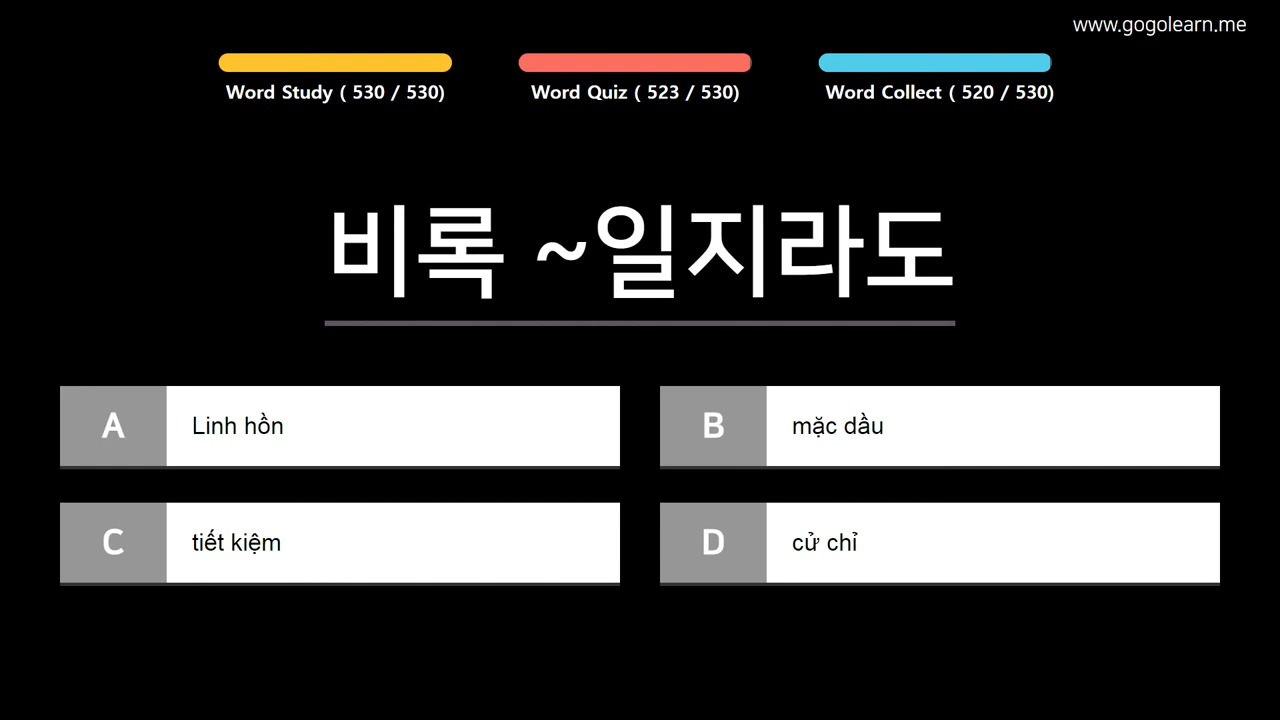 www.gogolearn.me
Word Study ( 530 / 530)
Word Quiz ( 523 / 530)
Word Collect ( 520 / 530)
비록 ~일지라도
A Linh hồn
B mặc dầu
C tiết kiệm
D cử chỉ